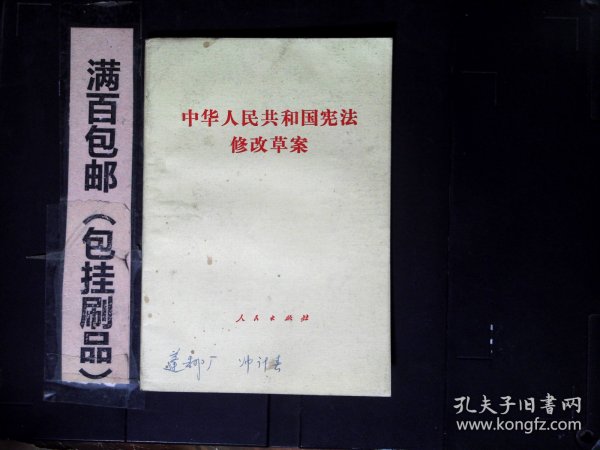 满百包邮（包挂刷品）
中华人民共和国宪法
修改草案
人民出版社
孔夫子旧书网
www.kongfz.com